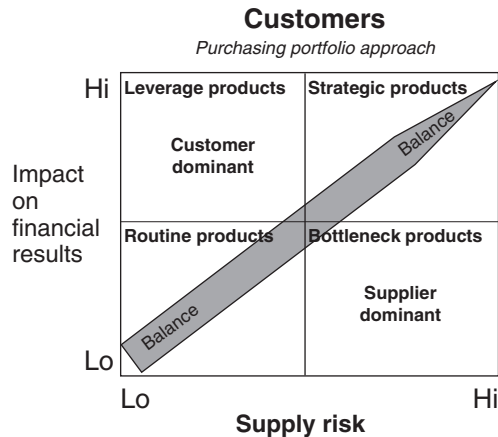 Customers
Purchasing portfolio approach
Hi
Leverage products
Strategic products
Customer
dominant
Balance
Impact
on
financial
results
Routine products
Bottleneck products
Balance
Supplier
dominant
Lo
Lo
Hi
Supply risk